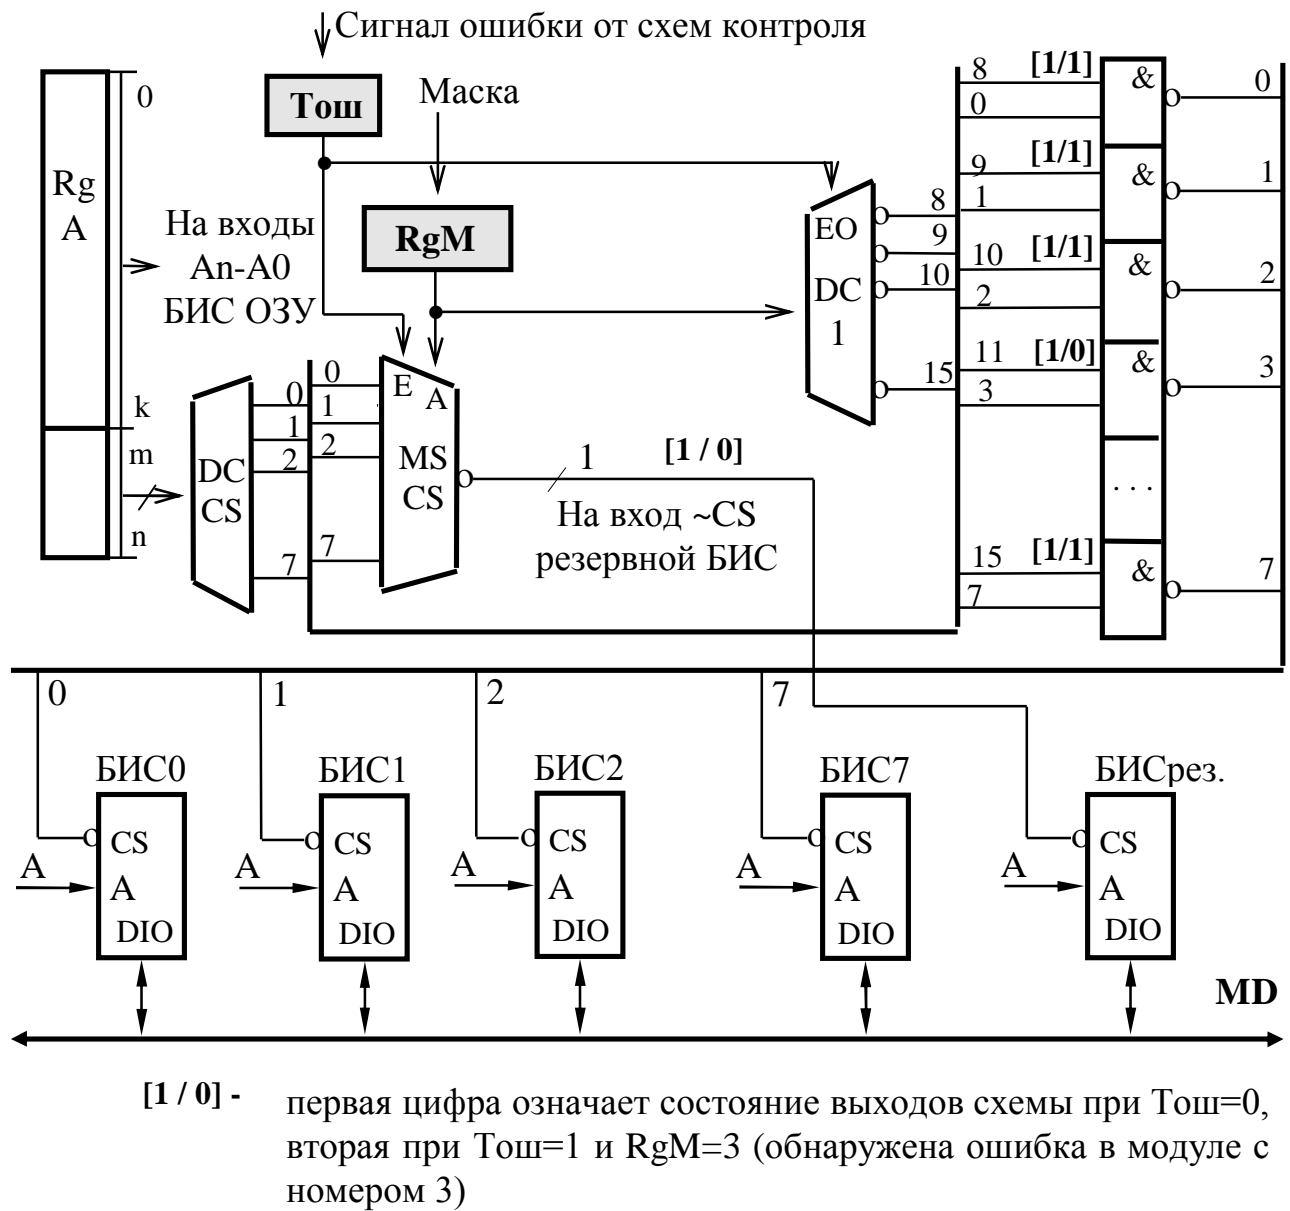 Сигнал ошибки от схем контроля
Тош
Маска
0
Rg
A
На входы
An-A0
БИС ОЗУ
RgM
k
m
n
DC
CS
0
1
2
7
0
1
2
7
E
A
MS
CS
1
[1 / 0]
На вход ~CS
резервной БИС
EO
DC
1
8
9
10
15
8
[1/1]
0
&
0
9
[1/1]
1
&
1
10
[1/1]
2
&
2
11
[1/0]
3
&
3
. . .
15
[1/1]
7
&
7
0
1
2
7
БИС0
БИС1
БИС2
БИС7
БИСрез.
A
CS
A
DIO
A
CS
A
DIO
A
CS
A
DIO
A
CS
A
DIO
A
CS
A
DIO
MD
[1 / 0] - первая цифра означает состояние выходов схемы при Тош=0,
вторая при Тош=1 и RgM=3 (обнаружена ошибка в модуле с
номером 3)